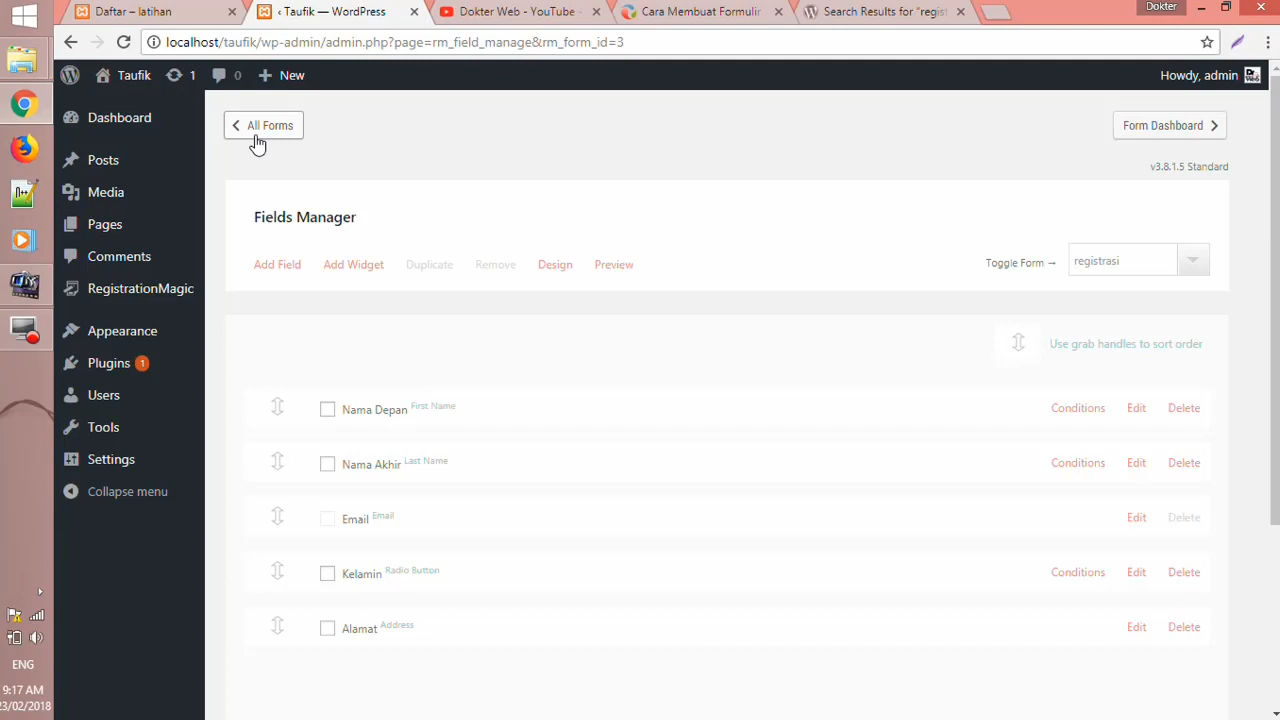 Daftar – latihan
‹ Taufik — WordPress
Dokter Web - YouTube -
Cara Membuat Formulir
Search Results for “regist
Dokter
localhost/taufik/wp-admin/admin.php?page=rm_field_manage&rm_form_id=3
Taufik
1
0
New
Howdy, admin
Dashboard
Posts
Media
Pages
Comments
RegistrationMagic
Appearance
Plugins 1
Users
Tools
Settings
Collapse menu
All Forms
Form Dashboard
v3.8.1.5 Standard
Fields Manager
Add Field
Add Widget
Duplicate
Remove
Design
Preview
Toggle Form →
registrasi
Use grab handles to sort order
Nama Depan First Name
Conditions Edit Delete
Nama Akhir Last Name
Conditions Edit Delete
Email Email
Edit Delete
Kelamin Radio Button
Conditions Edit Delete
Alamat Address
Edit Delete
ENG
9:17 AM
23/02/2018